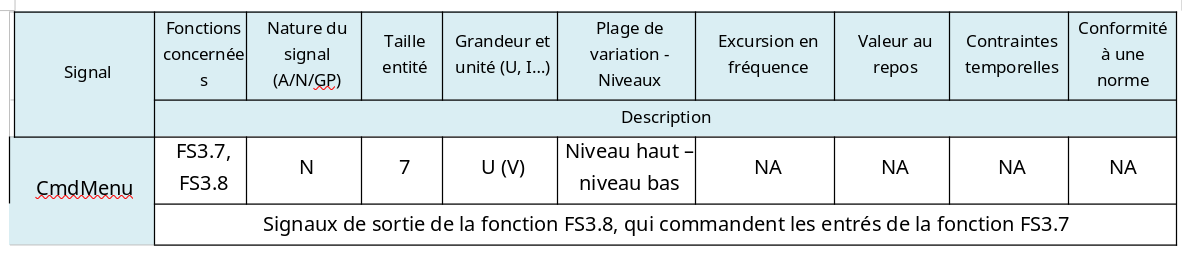 Signal
Fonctions
concernée
s
Nature du
signal
(A/N/GP)
Taille
entité
Grandeur et
unité (U, I...)
Plage de
variation -
Niveaux
Excursion en
fréquence
Valeur au
repos
Contraintes
temporelles
Conformité
à une
norme
Description
CmdMenu
FS3.7,
FS3.8
N
7
U (V)
Niveau haut –
niveau bas
NA
NA
NA
NA
Signaux de sortie de la fonction FS3.8, qui commandent les entrés de la fonction FS3.7